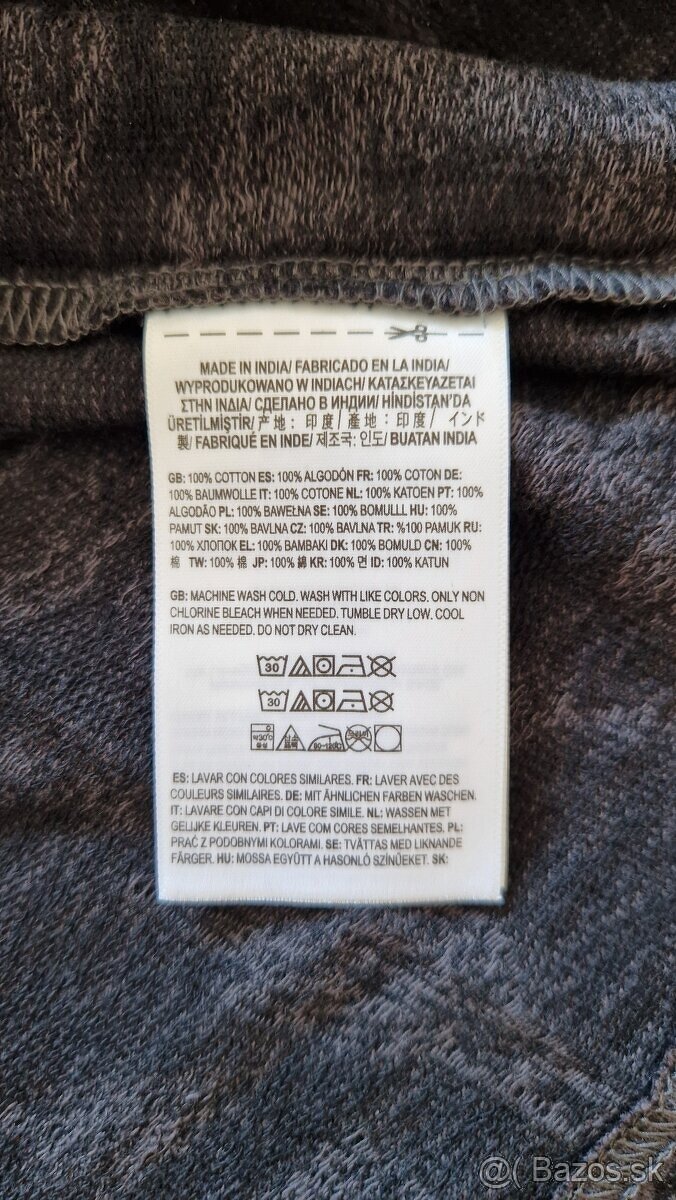 MADE IN INDIA/ FABRICADO EN LA INDIA/
WYPRODUKOWANO W INDIACH/ ΚΑΤΑΣΚΕΥΑΖΕΤΑΙ
ΣΤΗΝ ΙΝΔΙΑ/ СДЕЛАНО В ИНДИИ/ HİNDİSTAN'DA
ÜRETİLMİŞTİR/ 产地: 印度/ 產地: 印度/ インド
製/ FABRIQUÉ EN INDE/ 제조국: 인도/ BUATAN INDIA
GB: 100% COTTON ES: 100% ALGODÓN FR: 100% COTON DE:
100% BAUMWOLLE IT: 100% COTONE NL: 100% KATOEN PT: 100%
ALGODÃO PL: 100% BAWEŁNA SE: 100% BOMULLL HU: 100%
PAMUT SK: 100% BAVLNA CZ: 100% BAVLNA TR: %100 PAMUK RU:
100% ХЛОПОК EL: 100% ΒΑΜΒΑΚΙ DK: 100% BOMULD CN: 100%
棉 TW: 100% 棉 JP: 100% 綿 KR: 100% 면 ID: 100% KATUN
GB: MACHINE WASH COLD. WASH WITH LIKE COLORS. ONLY NON
CHLORINE BLEACH WHEN NEEDED. TUMBLE DRY LOW. COOL
IRON AS NEEDED. DO NOT DRY CLEAN.
30
30
약30℃ 중성 80~120℃
ES: LAVAR CON COLORES SIMILARES. FR: LAVER AVEC DES
COULEURS SIMILAIRES. DE: MIT ÄHNLICHEN FARBEN WASCHEN.
IT: LAVARE CON CAPI DI COLORE SIMILE. NL: WASSEN MET
GELIJKE KLEUREN. PT: LAVE COM CORES SEMELHANTES. PL:
PRAĆ Z PODOBNYMI KOLORAMI. SE: TVÄTTAS MED LIKNANDE
FÄRGER. HU: MOSSA EGYÜTT A HASONLÓ SZÍNŰEKET. SK:
@ Bazos.sk